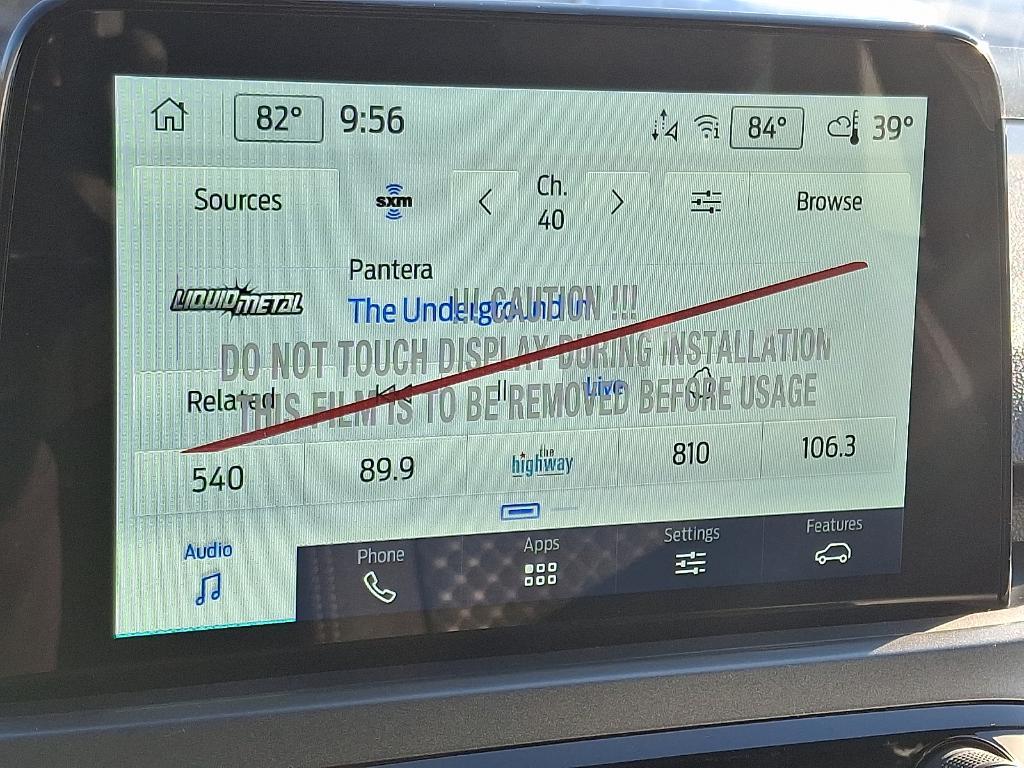 82° 9:56 84° 39°
Sources sxm Ch. 40 Browse
LIQUID METAL
Pantera
The Underground In
!!! CAUTION !!!
DO NOT TOUCH DISPLAY DURING INSTALLATION
THIS FILM IS TO BE REMOVED BEFORE USAGE
Related Live
540 89.9 the highway 810 106.3
Audio Phone Apps Settings Features